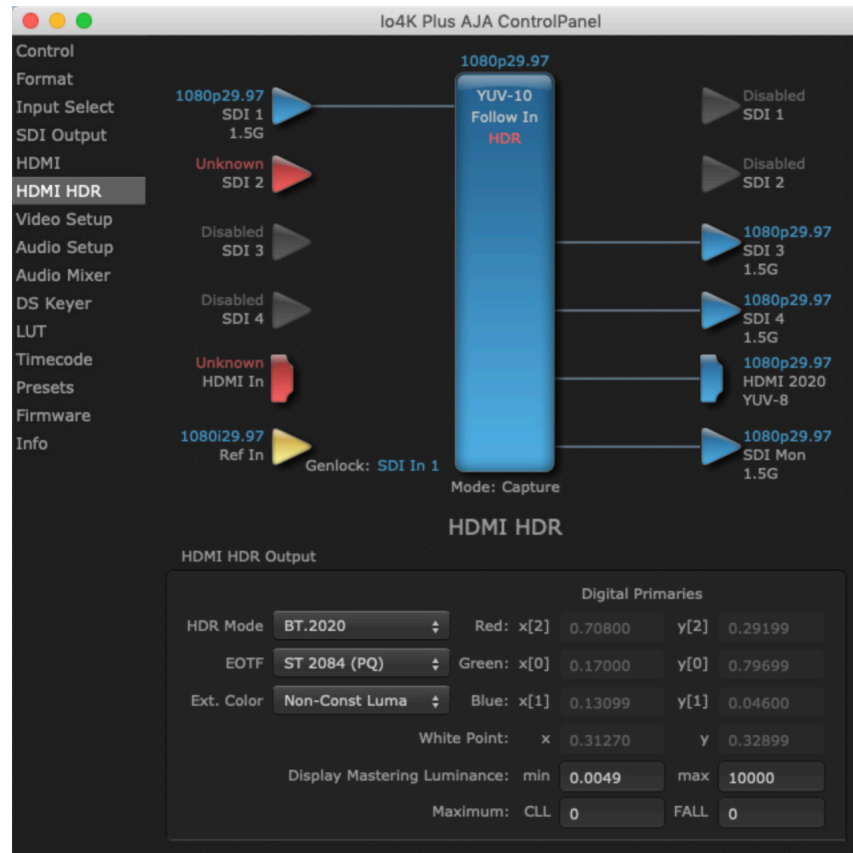 Io4K Plus AJA ControlPanel
Control
Format
Input Select
SDI Output
HDMI
HDMI HDR
Video Setup
Audio Setup
Audio Mixer
DS Keyer
LUT
Timecode
Presets
Firmware
Info
1080p29.97
SDI 1
1.5G
Unknown
SDI 2
Disabled
SDI 3
Disabled
SDI 4
Unknown
HDMI In
1080i29.97
Ref In
Genlock: SDI In 1
1080p29.97
YUV-10
Follow In
HDR
Mode: Capture
Disabled
SDI 1
Disabled
SDI 2
1080p29.97
SDI 3
1.5G
1080p29.97
SDI 4
1.5G
1080p29.97
HDMI 2020
YUV-8
1080p29.97
SDI Mon
1.5G
HDMI HDR
HDMI HDR Output
Digital Primaries
HDR Mode BT.2020 Red: x[2] 0.70800 y[2] 0.29199
EOTF ST 2084 (PQ) Green: x[0] 0.17000 y[0] 0.79699
Ext. Color Non-Const Luma Blue: x[1] 0.13099 y[1] 0.04600
White Point: x 0.31270 y 0.32899
Display Mastering Luminance: min 0.0049 max 10000
Maximum: CLL 0 FALL 0